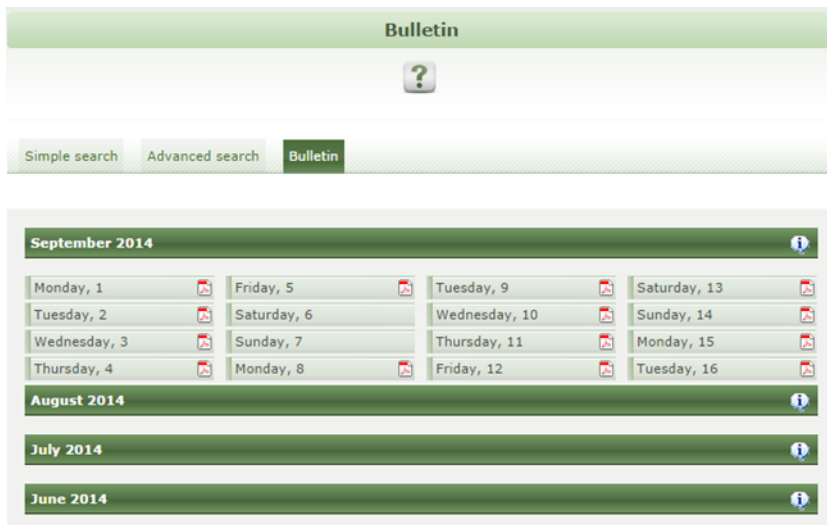 Bulletin
?
Simple search Advanced search Bulletin
September 2014
Monday, 1 Friday, 5 Tuesday, 9 Saturday, 13
Tuesday, 2 Saturday, 6 Wednesday, 10 Sunday, 14
Wednesday, 3 Sunday, 7 Thursday, 11 Monday, 15
Thursday, 4 Monday, 8 Friday, 12 Tuesday, 16
August 2014
July 2014
June 2014